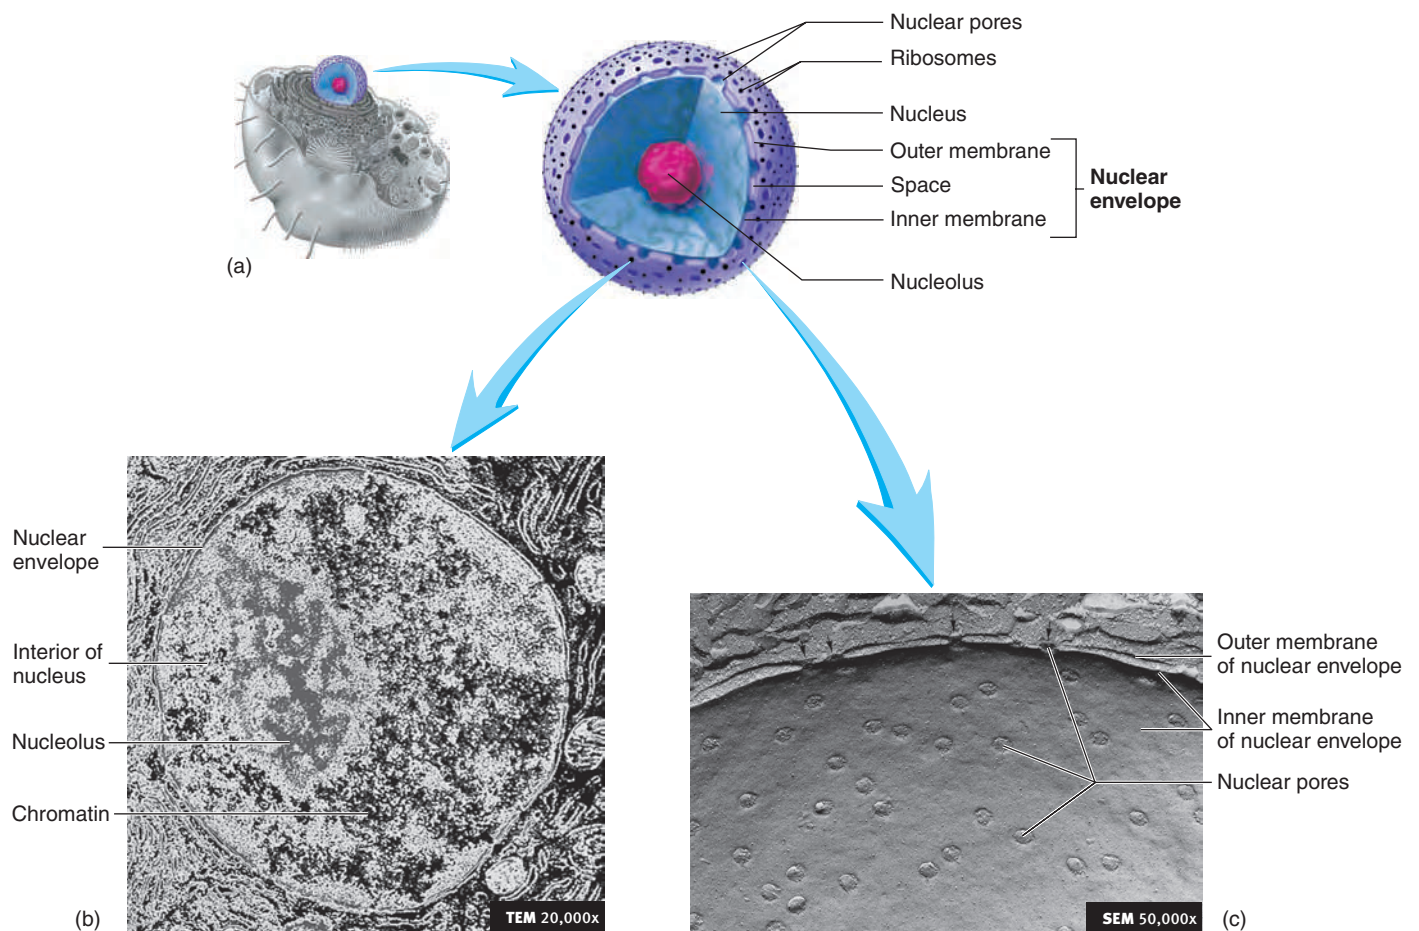 Nuclear pores
Ribosomes
Nucleus
Outer membrane
Space
Inner membrane
Nuclear
envelope
Nucleolus
(a)
Nuclear
envelope
Interior of
nucleus
Nucleolus
Chromatin
TEM 20,000x
(b)
Outer membrane
of nuclear envelope
Inner membrane
of nuclear envelope
Nuclear pores
SEM 50,000x
(c)